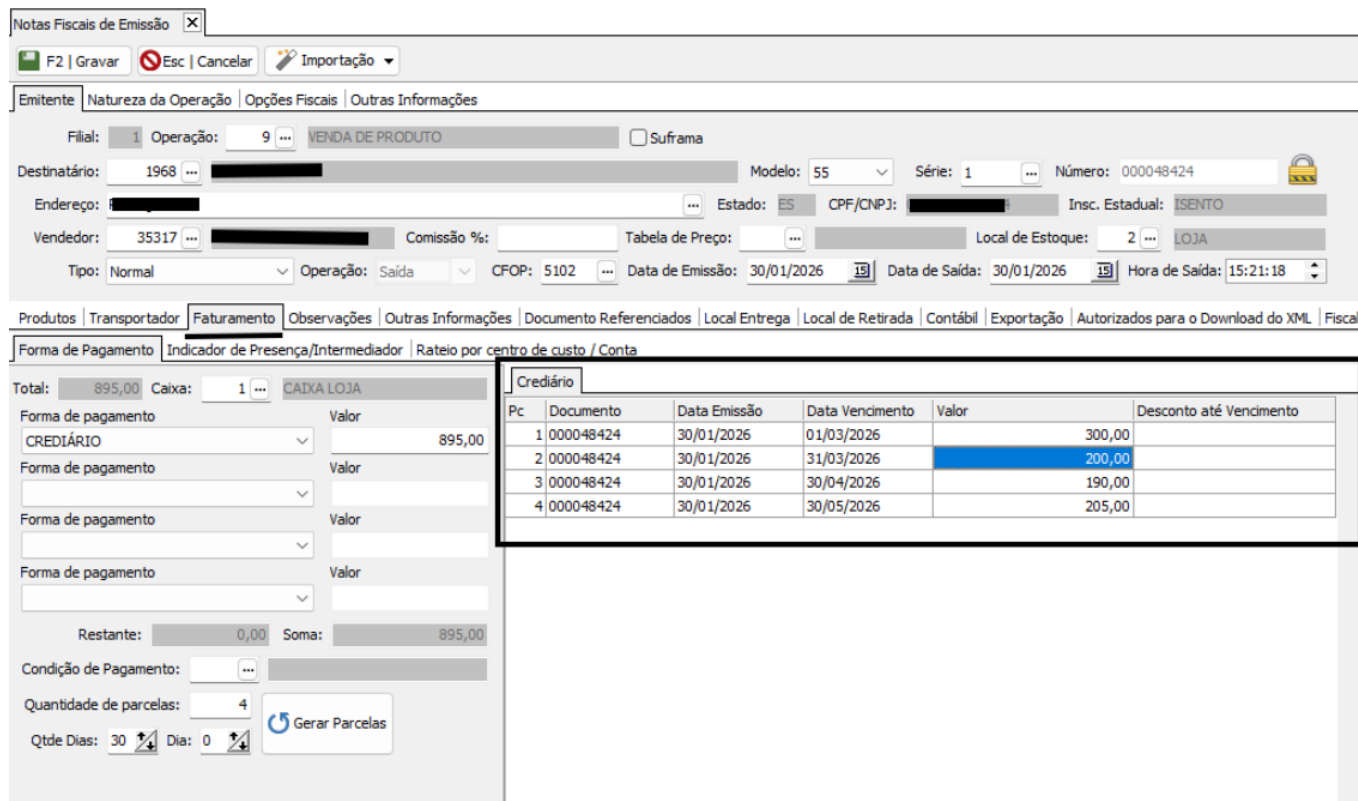 Notas Fiscais de Emissão
F2 | Gravar Esc | Cancelar Importação
Emitente Natureza da Operação Opções Fiscais Outras Informações
Filial: 1 Operação: 9 ... VENDA DE PRODUTO Suframa
Destinatário: 1968 ... Modelo: 55 Série: 1 ... Número: 000048424
Endereço: ... Estado: ES CPF/CNPJ: Insc. Estadual: ISENTO
Vendedor: 35317 ... Comissão %: Tabela de Preço: ... Local de Estoque: 2 ... LOJA
Tipo: Normal Operação: Saída CFOP: 5102 ... Data de Emissão: 30/01/2026 15 Data de Saída: 30/01/2026 15 Hora de Saída: 15:21:18
Produtos Transportador Faturamento Observações Outras Informações Documento Referenciados Local Entrega Local de Retirada Contábil Exportação Autorizados para o Download do XML Fiscal
Forma de Pagamento Indicador de Presença/Intermediador Rateio por centro de custo / Conta
Total: 895,00 Caixa: 1 ... CAIXA LOJA
Forma de pagamento Valor
CREDIÁRIO 895,00
Forma de pagamento Valor
Forma de pagamento Valor
Forma de pagamento Valor
Restante: 0,00 Soma: 895,00
Condição de Pagamento: ...
Quantidade de parcelas: 4
Gerar Parcelas
Qtde Dias: 30 Dia: 0
Crediário
Pc Documento Data Emissão Data Vencimento Valor Desconto até Vencimento
1 000048424 30/01/2026 01/03/2026 300,00
2 000048424 30/01/2026 31/03/2026 200,00
3 000048424 30/01/2026 30/04/2026 190,00
4 000048424 30/01/2026 30/05/2026 205,00